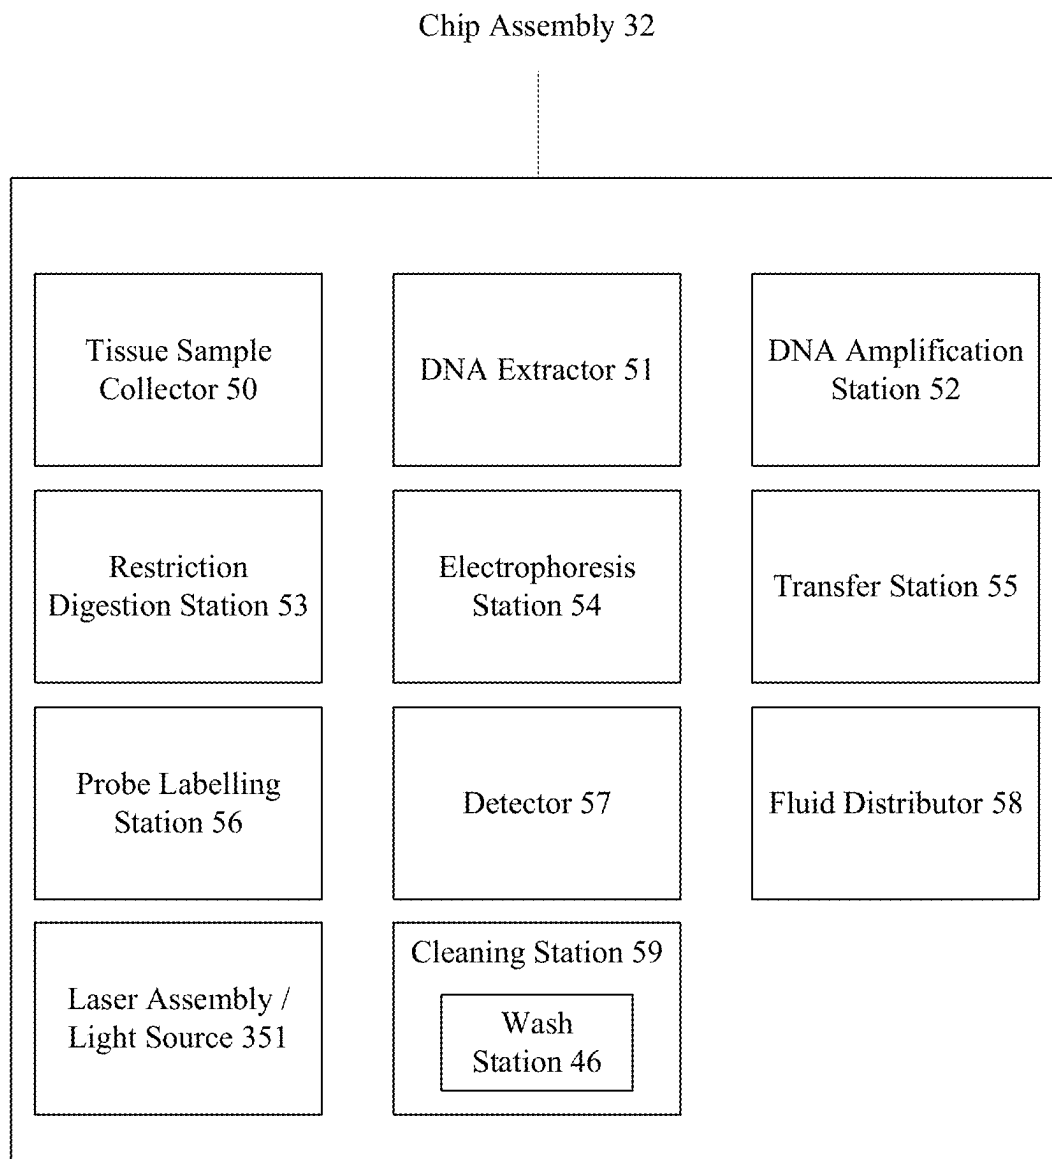 Chip Assembly 32
Tissue Sample
Collector 50
DNA Extractor 51
DNA Amplification
Station 52
Restriction
Digestion Station 53
Electrophoresis
Station 54
Transfer Station 55
Probe Labelling
Station 56
Detector 57
Fluid Distributor 58
Laser Assembly /
Light Source 351
Cleaning Station 59
Wash
Station 46